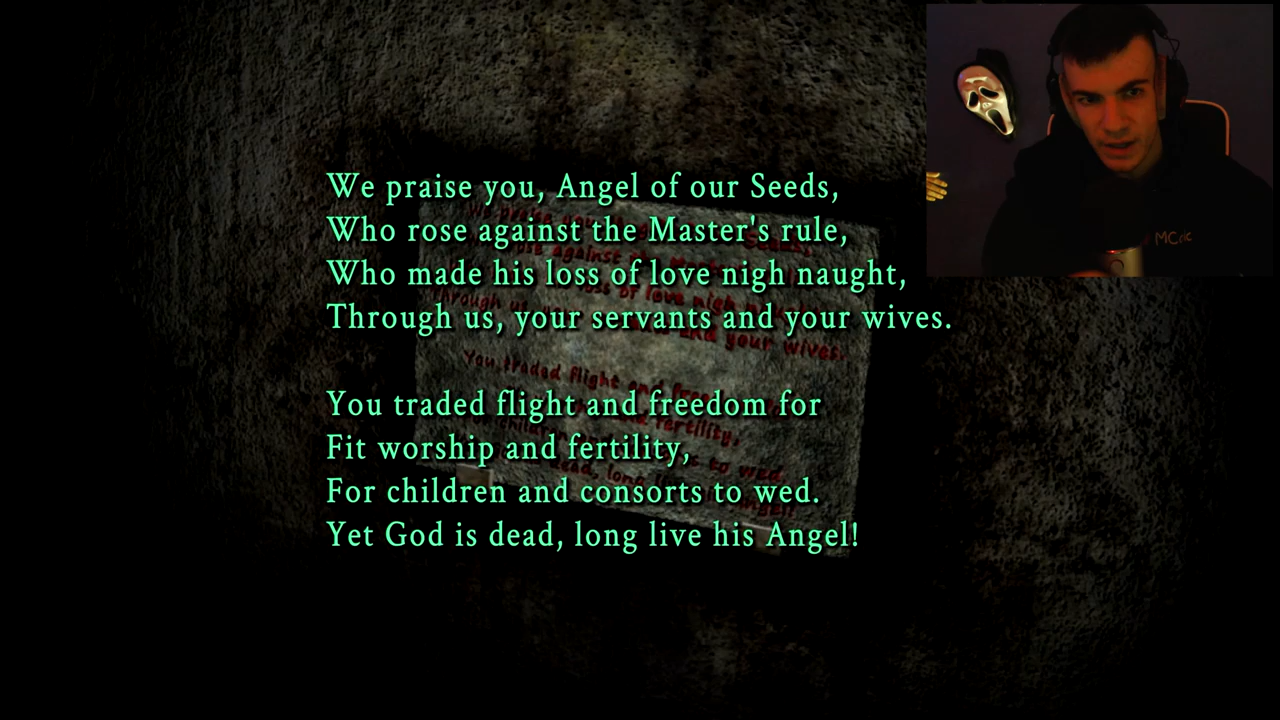 We praise you, Angel of our Seeds,
Who rose against the Master's rule,
Who made his loss of love nigh naught,
Through us, your servants and your wives.
You traded flight and freedom for
Fit worship and fertility,
For children and consorts to wed.
Yet God is dead, long live his Angel!